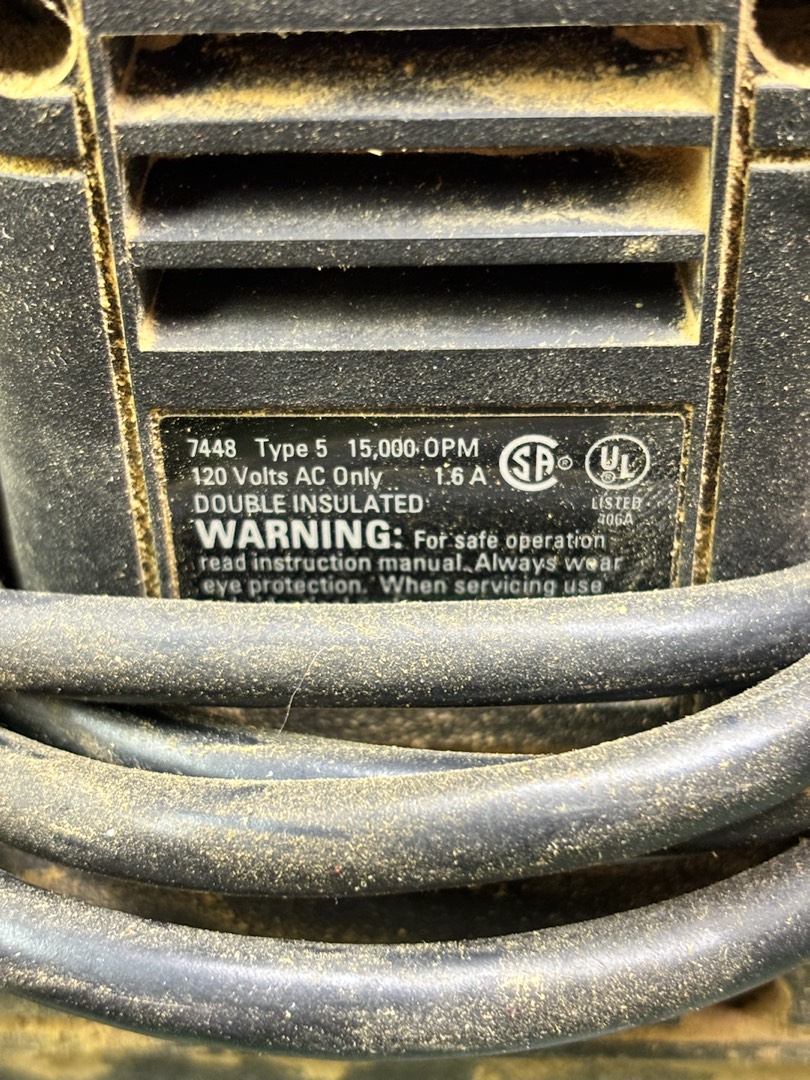 7448 Type 5 15,000 OPM
120 Volts AC Only 1.6 A
SA ® UL ®
LISTED
406A
DOUBLE INSULATED
WARNING: For safe operation
read instruction manual. Always wear
eye protection. When servicing use